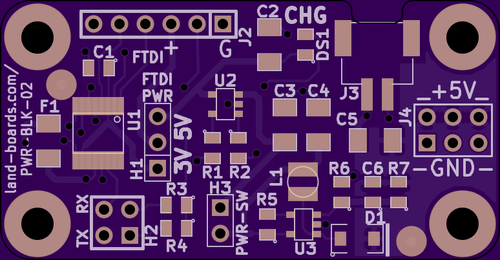 C2
CHG
FTDI
+
G
J2
DS1
C1
FTDI
PWR
U2
J3
_+5V_
J4
F1
U1
3V 5V
H1
C3 C4
C5
land-boards.com/
PWR-BLK-02
R1 R2
L1
R6 C6 R7
-GND-
RX
TX
H2
R3
R4
H3
PWR-SW
R5
U3
D1